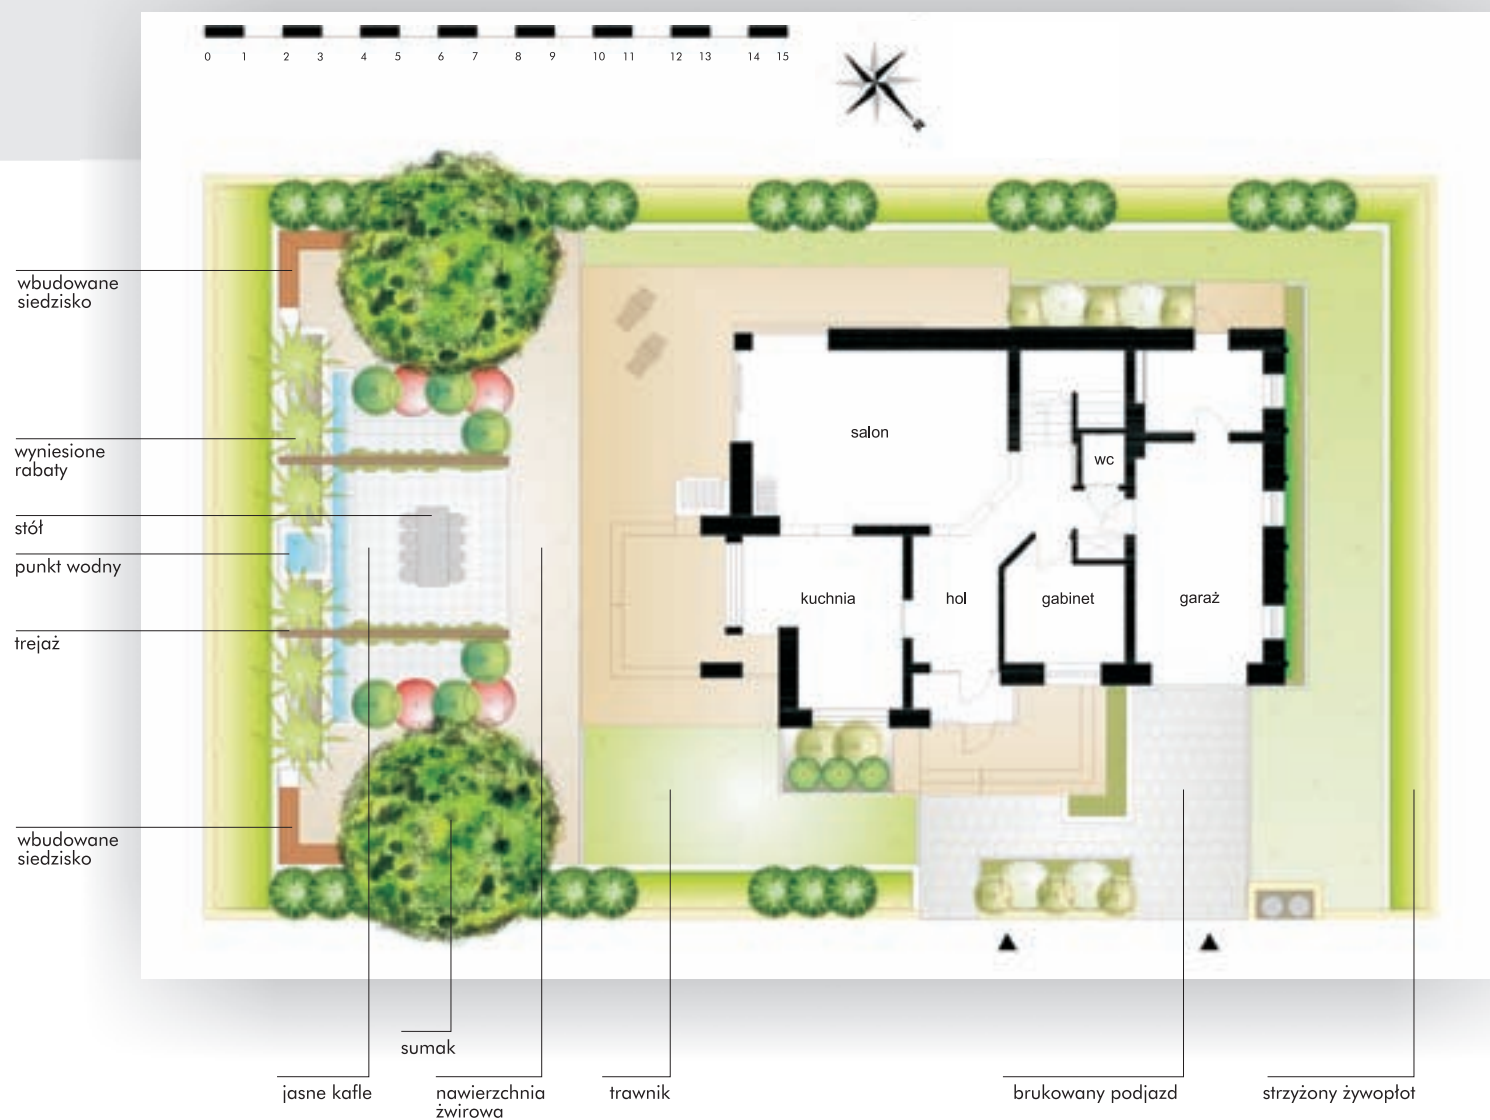 0 1 2 3 4 5 6 7 8 9 10 11 12 13 14 15
wbudowane
siedzisko
wyniesione
rabaty
stół
punkt wodny
trejaż
wbudowane
siedzisko
salon
wc
kuchnia
hol
gabinet
garaż
sumak
jasne kafle
nawierzchnia
żwirowa
trawnik
brukowany podjazd
strzyżony żywopłot